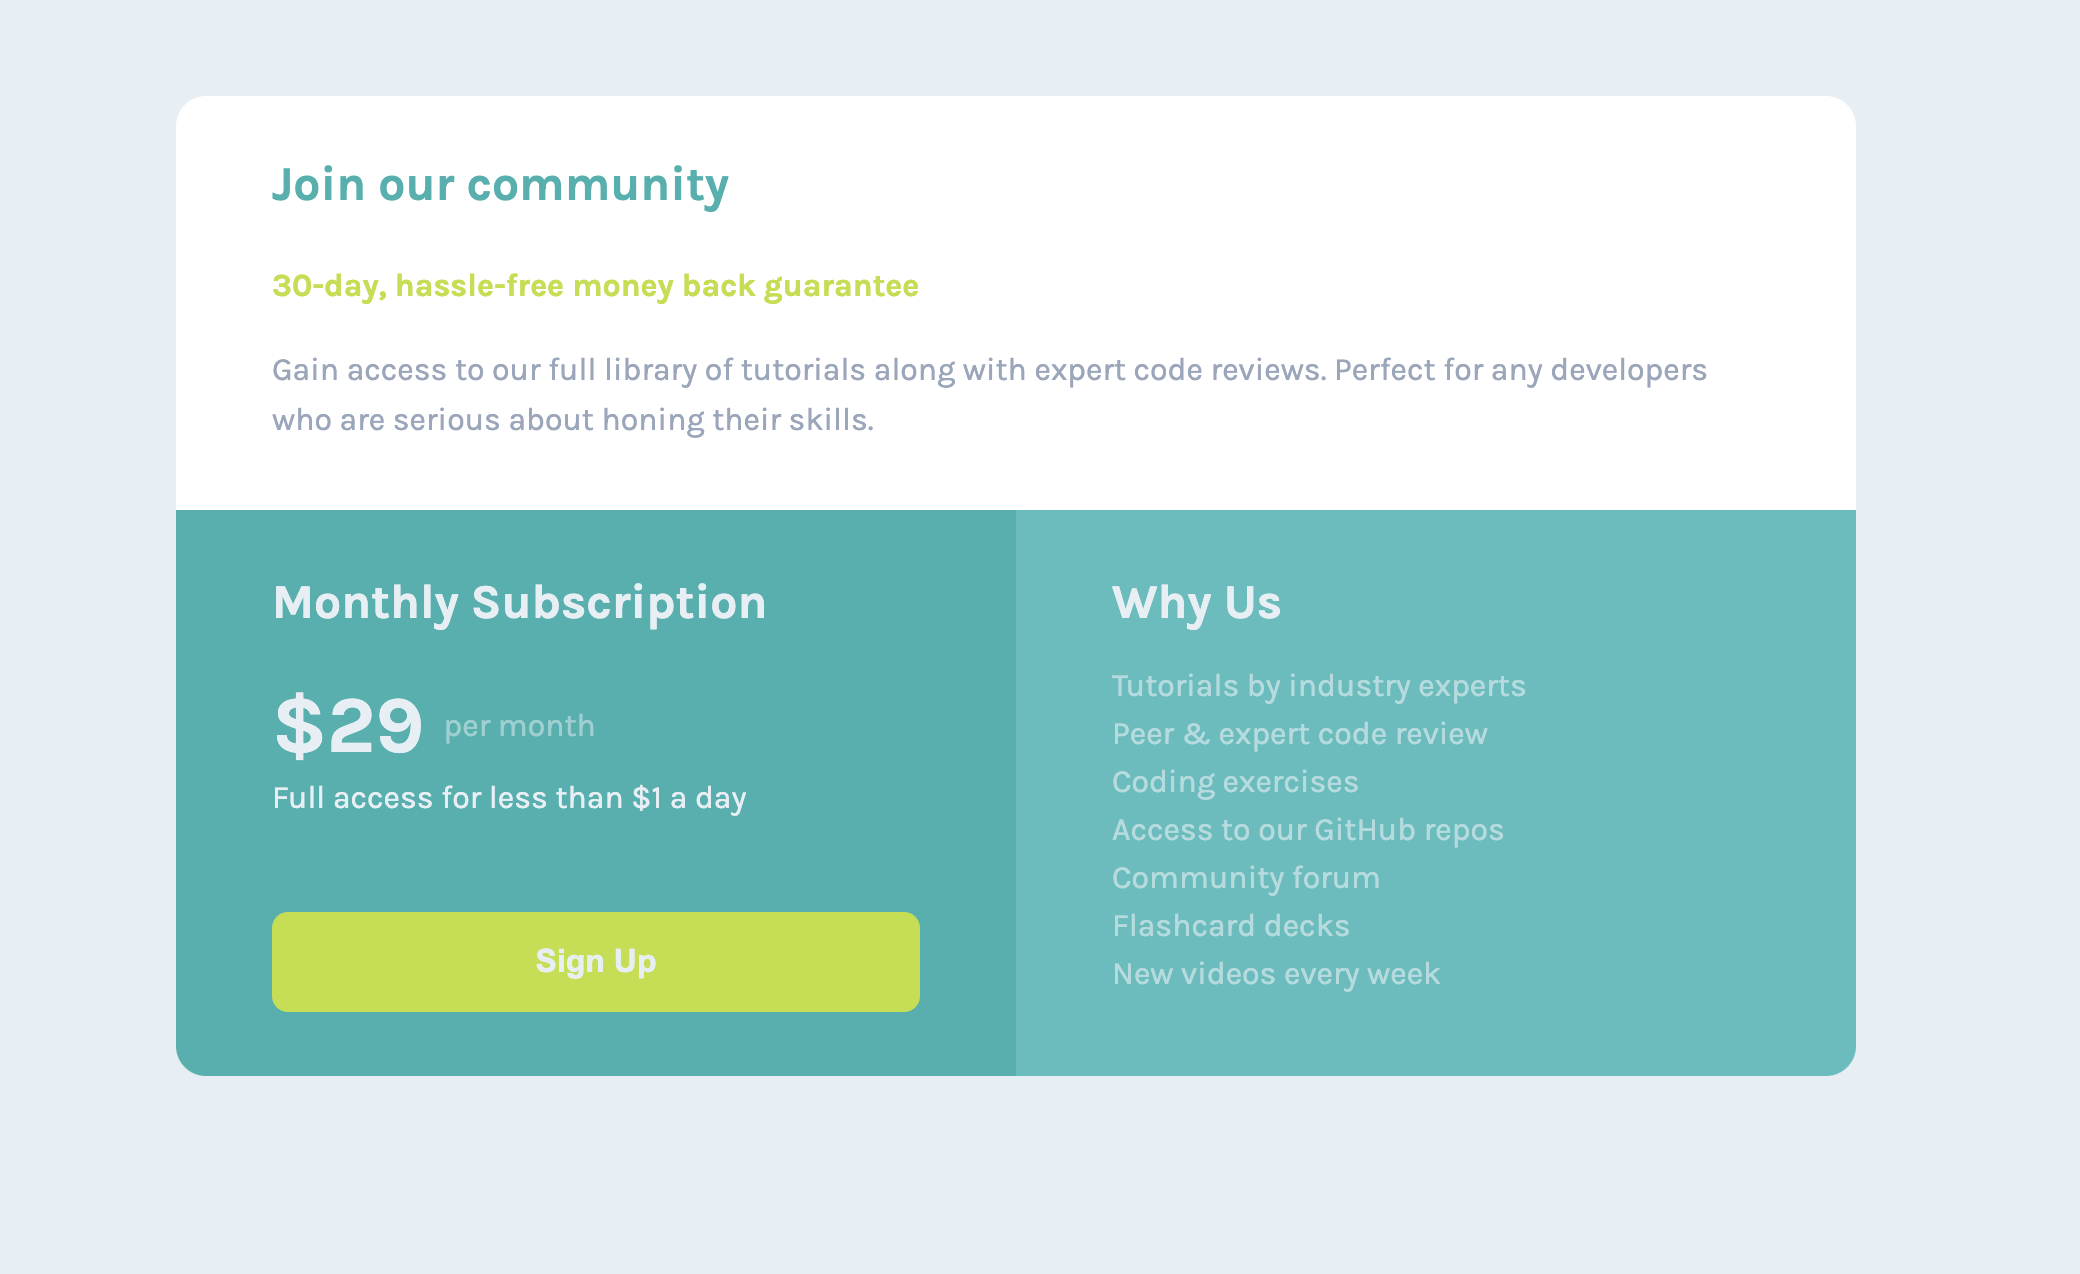 Join our community
30-day, hassle-free money back guarantee
Gain access to our full library of tutorials along with expert code reviews. Perfect for any developers
who are serious about honing their skills.
Monthly Subscription
$29 per month
Full access for less than $1 a day
Sign Up
Why Us
Tutorials by industry experts
Peer & expert code review
Coding exercises
Access to our GitHub repos
Community forum
Flashcard decks
New videos every week